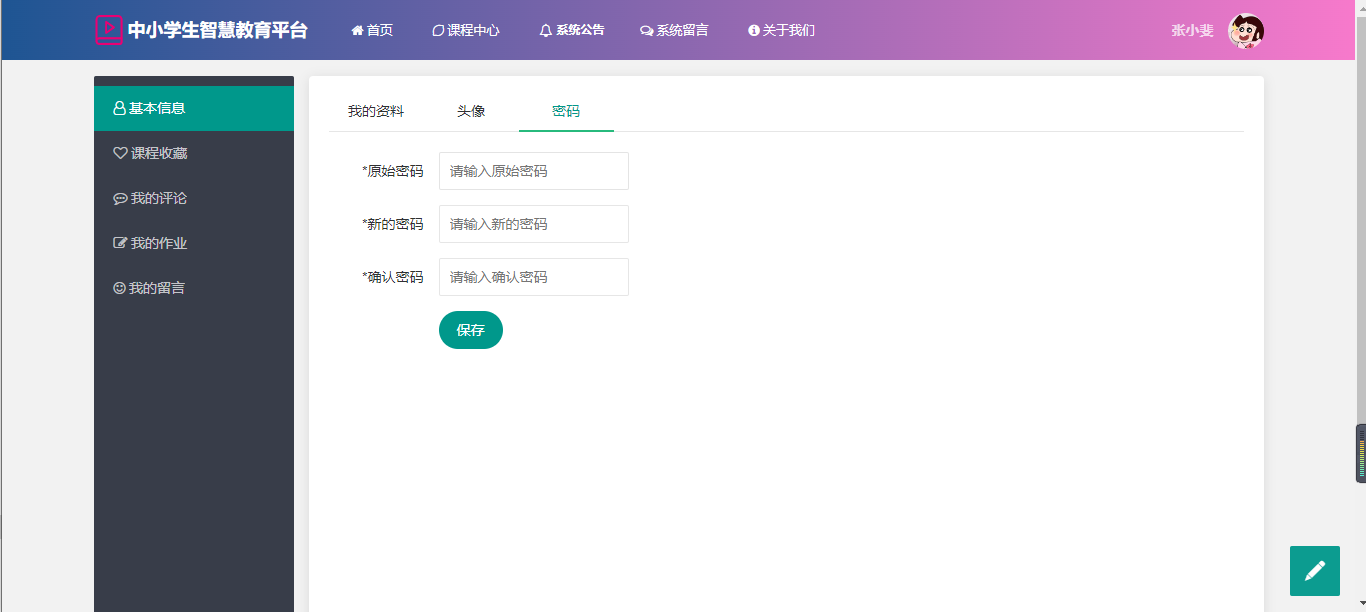 中小学生智慧教育平台 首页 课程中心 系统公告 系统留言 关于我们 张小斐
基本信息
课程收藏
我的评论
我的作业
我的留言
我的资料 头像 密码
*原始密码 请输入原始密码
*新的密码 请输入新的密码
*确认密码 请输入确认密码
保存